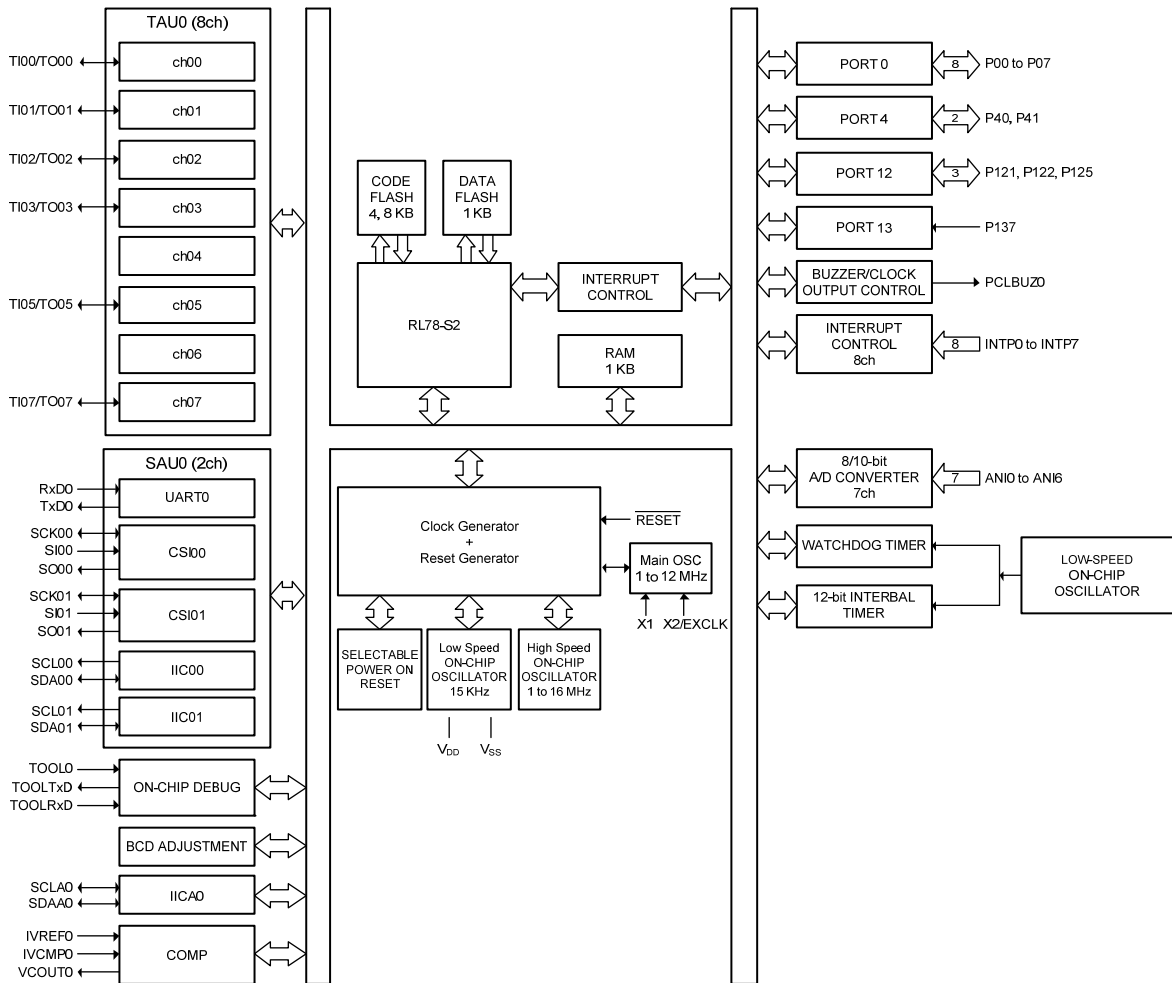 TAU0 (8ch)
TI00/TO00
ch00
TI01/TO01
ch01
TI02/TO02
ch02
TI03/TO03
ch03
ch04
TI05/TO05
ch05
ch06
TI07/TO07
ch07
SAU0 (2ch)
RxD0
TxD0
UART0
SCK00
SI00
SO00
CSI00
SCK01
SI01
SO01
CSI01
SCL00
SDA00
IIC00
SCL01
SDA01
IIC01
TOOL0
TOOLTxD
TOOLRxD
ON-CHIP DEBUG
BCD ADJUSTMENT
SCLA0
SDAA0
IICA0
IVREF0
IVCMP0
VCOUT0
COMP
CODE
FLASH
4, 8 KB
DATA
FLASH
1 KB
RL78-S2
INTERRUPT
CONTROL
RAM
1 KB
Clock Generator
+
Reset Generator
RESET
Main OSC
1 to 12 MHz
X1
X2/EXCLK
SELECTABLE
POWER ON
RESET
Low Speed
ON-CHIP
OSCILLATOR
15 KHz
High Speed
ON-CHIP
OSCILLATOR
1 to 16 MHz
VDD
VSS
PORT 0
8
P00 to P07
PORT 4
2
P40, P41
PORT 12
3
P121, P122, P125
PORT 13
P137
BUZZER/CLOCK
OUTPUT CONTROL
PCLBUZ0
INTERRUPT
CONTROL
8ch
8
INTP0 to INTP7
8/10-bit
A/D CONVERTER
7ch
7
ANI0 to ANI6
WATCHDOG TIMER
12-bit INTERBAL
TIMER
LOW-SPEED
ON-CHIP
OSCILLATOR